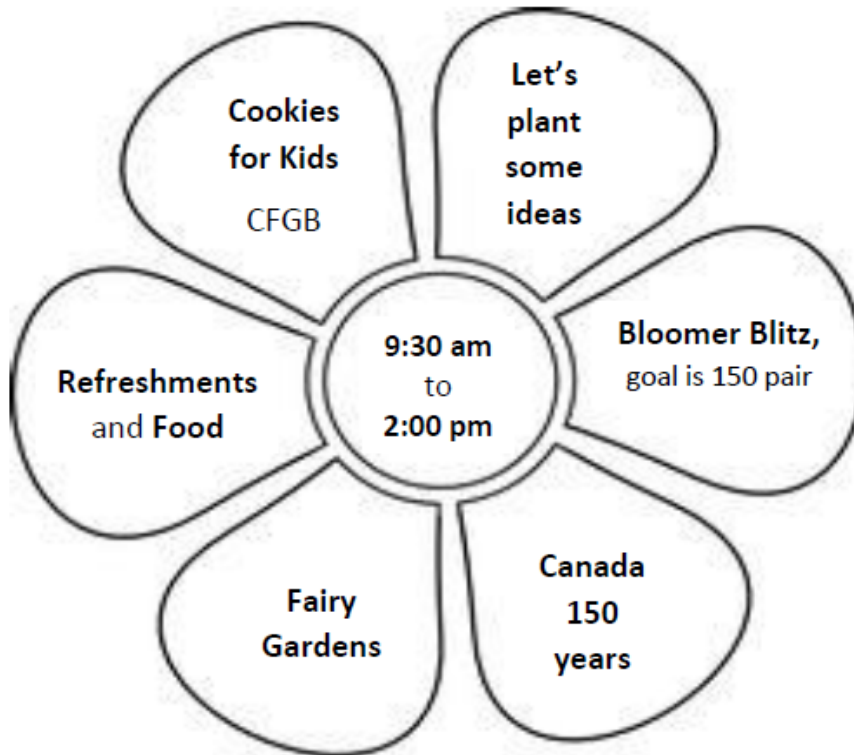 Cookies
for Kids
CFGB
Let’s
plant
some
ideas
Bloomer Blitz,
goal is 150 pair
Refreshments
and Food
9:30 am
to
2:00 pm
Fairy
Gardens
Canada
150
years